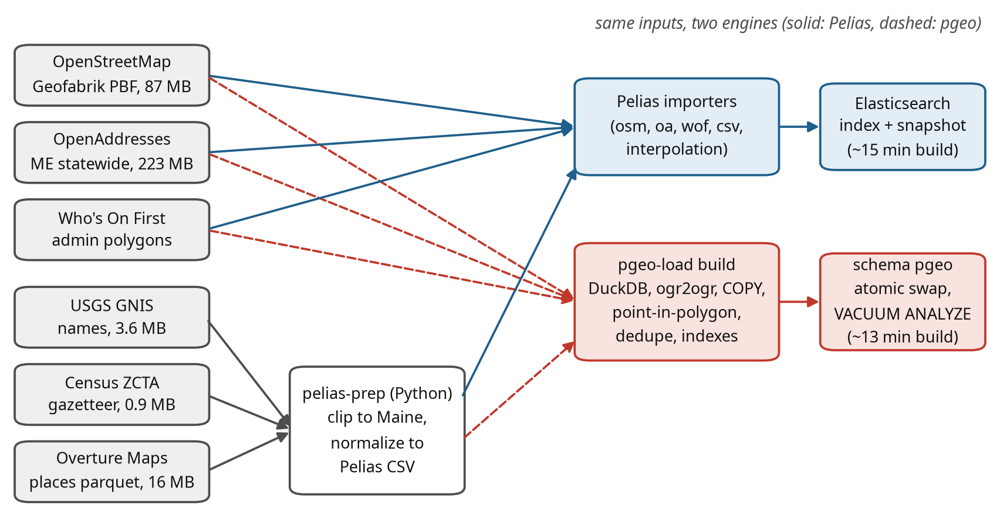 same inputs, two engines (solid: Pelias, dashed: pgeo)
OpenStreetMap
Geofabrik PBF, 87 MB
OpenAddresses
ME statewide, 223 MB
Who's On First
admin polygons
USGS GNIS
names, 3.6 MB
Census ZCTA
gazetteer, 0.9 MB
Overture Maps
places parquet, 16 MB
pelias-prep (Python)
clip to Maine,
normalize to
Pelias CSV
Pelias importers
(osm, oa, wof, csv,
interpolation)
Elasticsearch
index + snapshot
(~15 min build)
pgeo-load build
DuckDB, ogr2ogr, COPY,
point-in-polygon,
dedupe, indexes
schema pgeo
atomic swap,
VACUUM ANALYZE
(~13 min build)